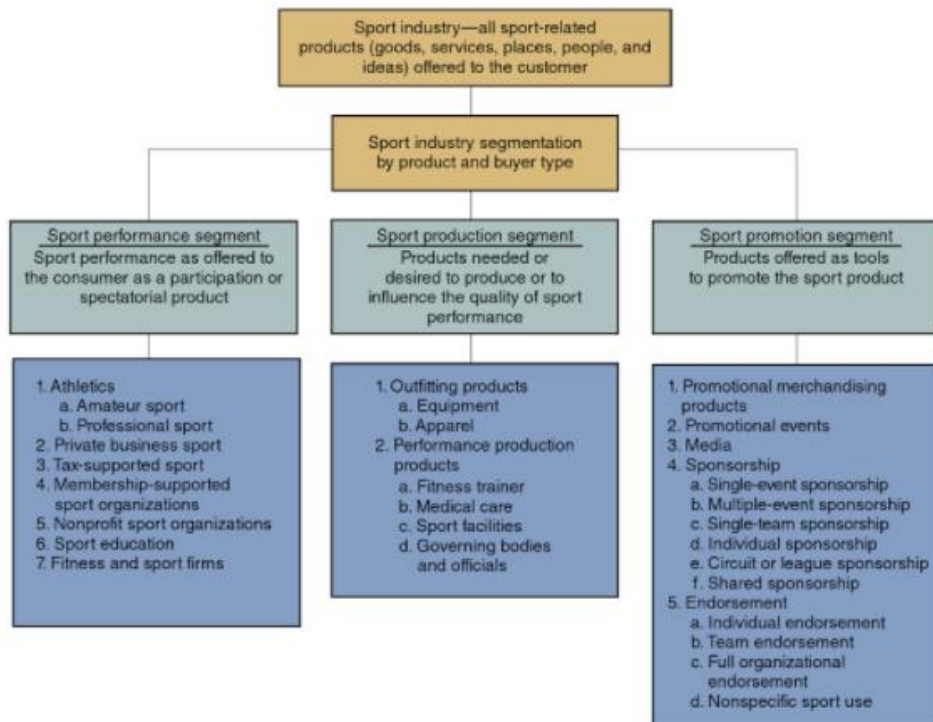 Sport industry—all sport-related
products (goods, services, places, people, and
ideas) offered to the customer
Sport industry segmentation
by product and buyer type
Sport performance segment
Sport performance as offered to
the consumer as a participation or
spectatorial product
Sport production segment
Products needed or
desired to produce or to
influence the quality of sport
performance
Sport promotion segment
Products offered as tools
to promote the sport product
1. Athletics
a. Amateur sport
b. Professional sport
2. Private business sport
3. Tax-supported sport
4. Membership-supported
sport organizations
5. Nonprofit sport organizations
6. Sport education
7. Fitness and sport firms
1. Outfitting products
a. Equipment
b. Apparel
2. Performance production
products
a. Fitness trainer
b. Medical care
c. Sport facilities
d. Governing bodies
and officials
1. Promotional merchandising
products
2. Promotional events
3. Media
4. Sponsorship
a. Single-event sponsorship
b. Multiple-event sponsorship
c. Single-team sponsorship
d. Individual sponsorship
e. Circuit or league sponsorship
f. Shared sponsorship
5. Endorsement
a. Individual endorsement
b. Team endorsement
c. Full organizational
endorsement
d. Nonspecific sport use